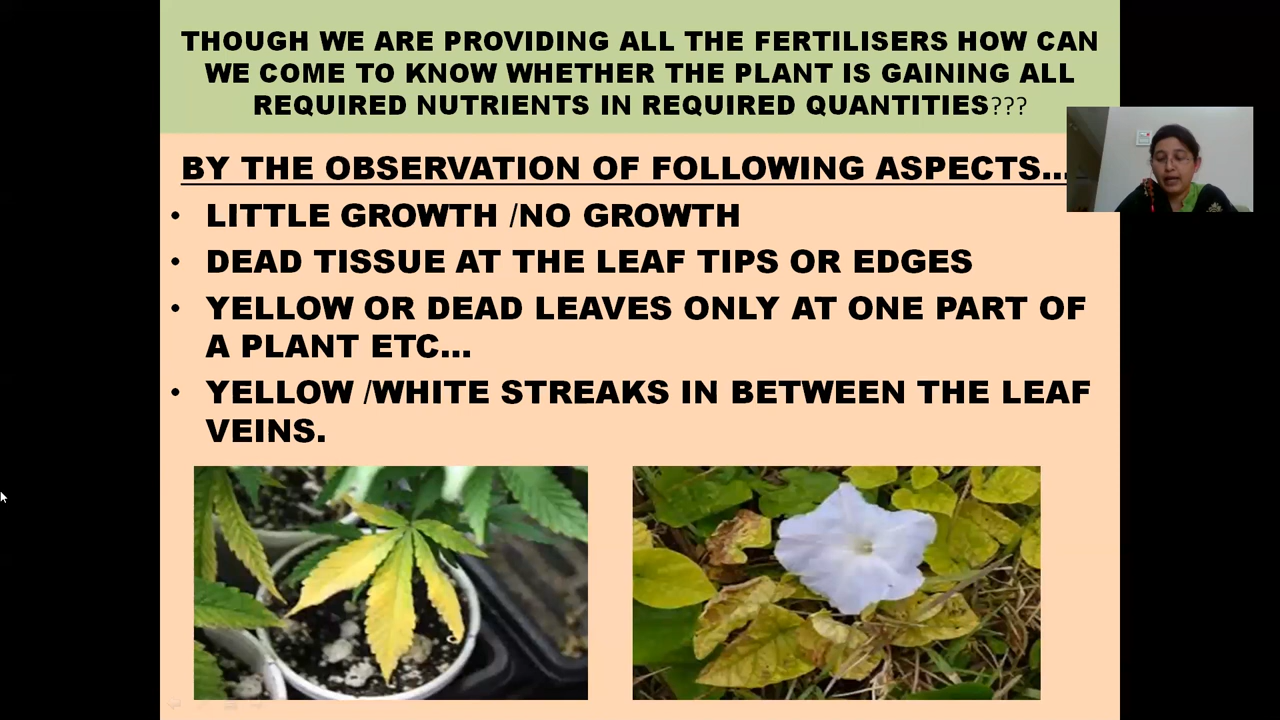 THOUGH WE ARE PROVIDING ALL THE FERTILISERS HOW CAN
WE COME TO KNOW WHETHER THE PLANT IS GAINING ALL
REQUIRED NUTRIENTS IN REQUIRED QUANTITIES???
BY THE OBSERVATION OF FOLLOWING ASPECTS...
• LITTLE GROWTH /NO GROWTH
• DEAD TISSUE AT THE LEAF TIPS OR EDGES
• YELLOW OR DEAD LEAVES ONLY AT ONE PART OF
A PLANT ETC...
• YELLOW /WHITE STREAKS IN BETWEEN THE LEAF
VEINS.